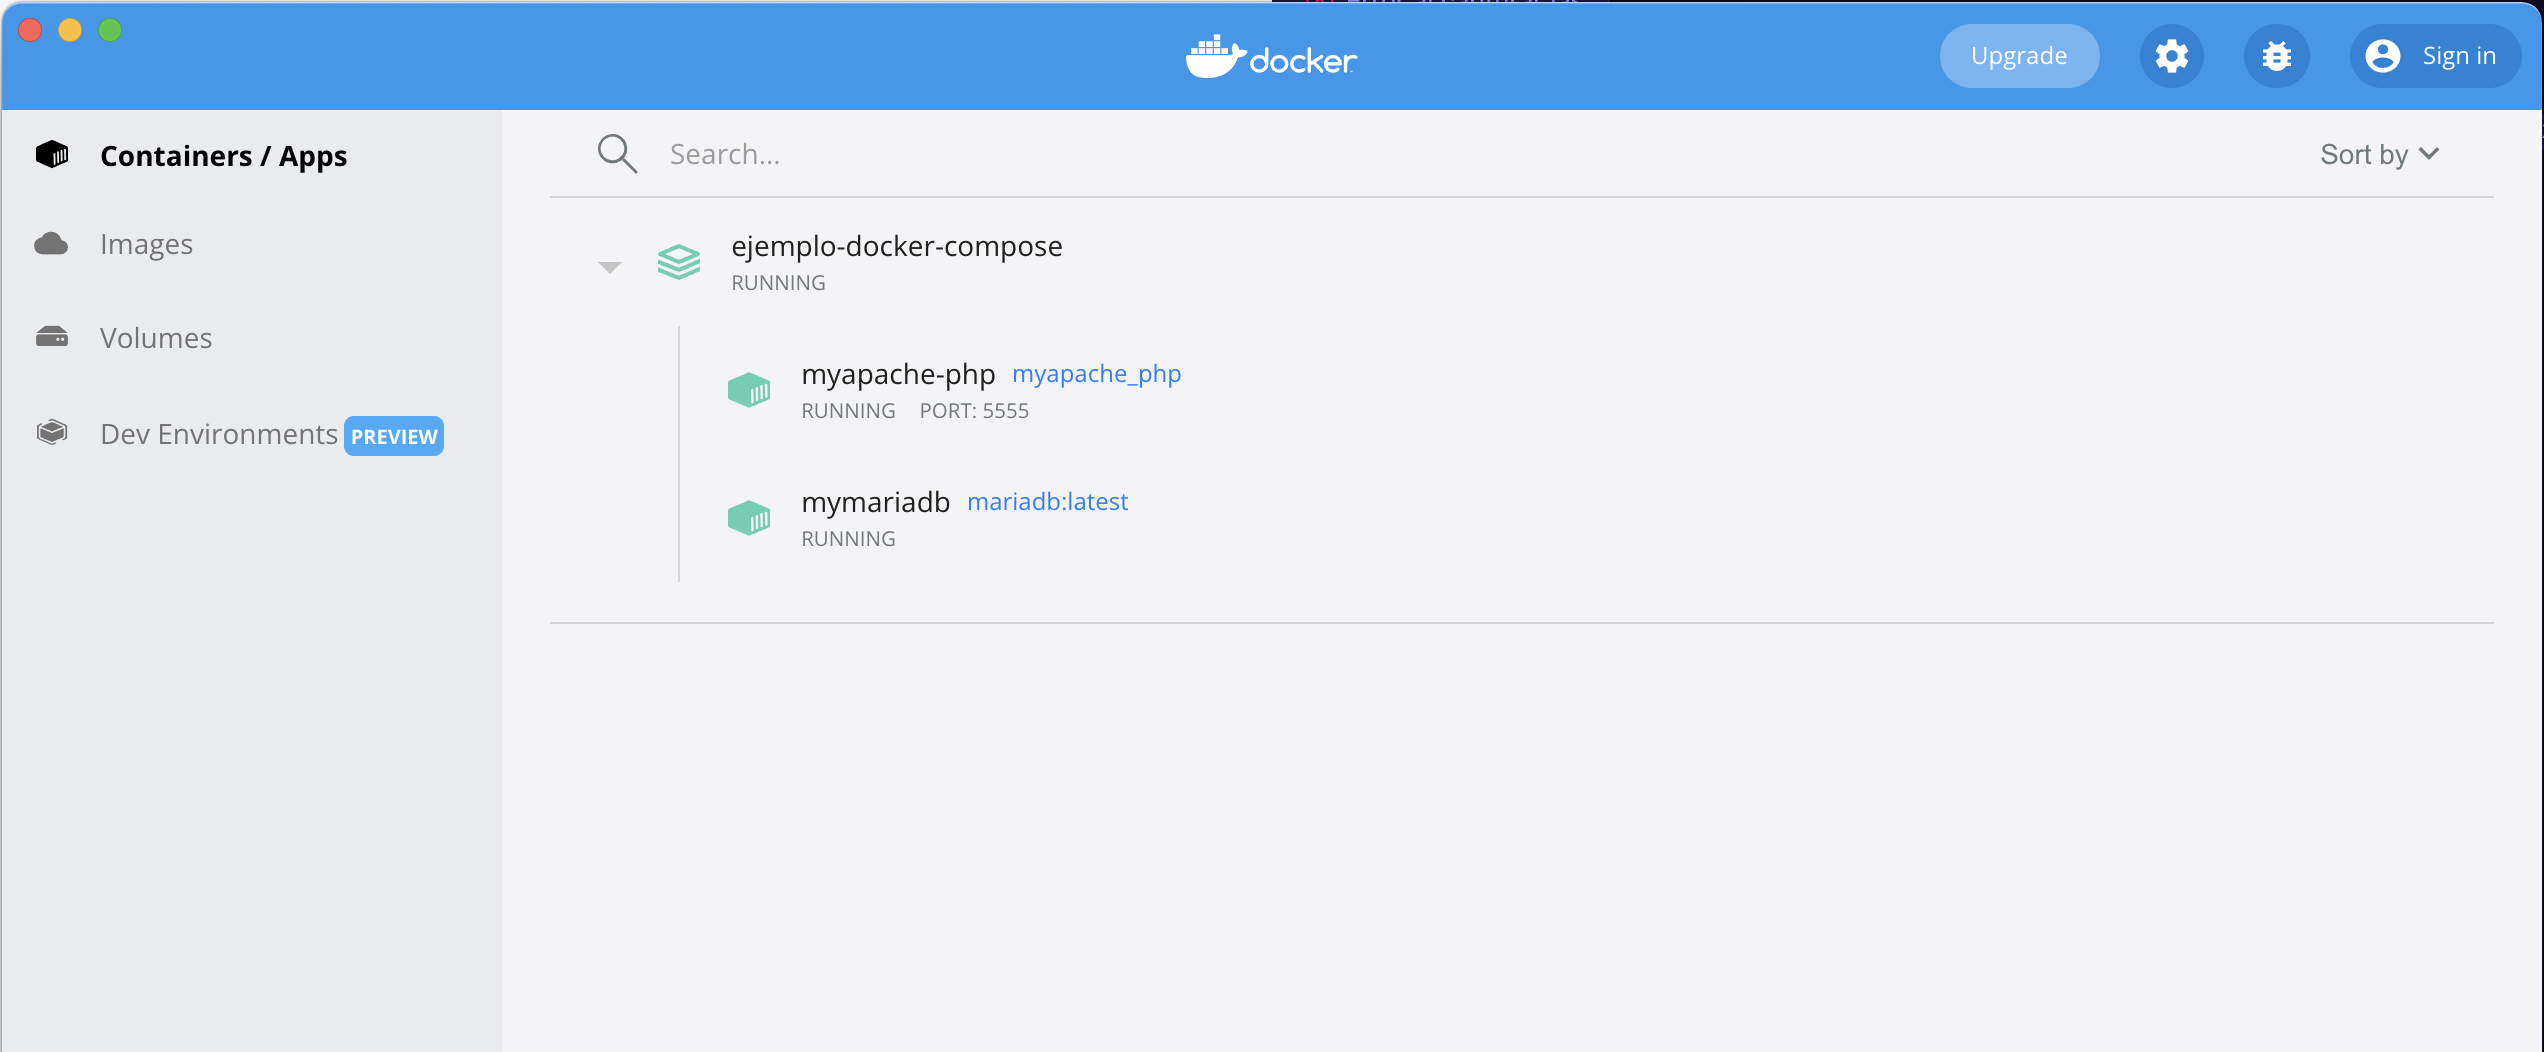 docker
Upgrade
Sign in
Containers / Apps
Images
Volumes
Dev Environments PREVIEW
Search...
Sort by
ejemplo-docker-compose
RUNNING
myapache-php myapache_php
RUNNING PORT: 5555
mymariadb mariadb:latest
RUNNING